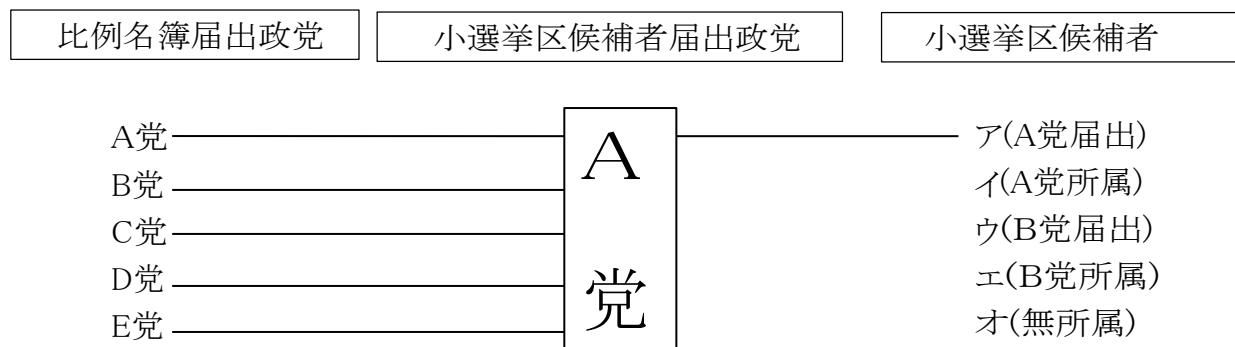 比例名簿届出政党 小選挙区候補者届出政党 小選挙区候補者
A党 ア(A党届出)
B党 イ(A党所属)
C党 ウ(B党届出)
D党 エ(B党所属)
E党 オ(無所属)
A
党